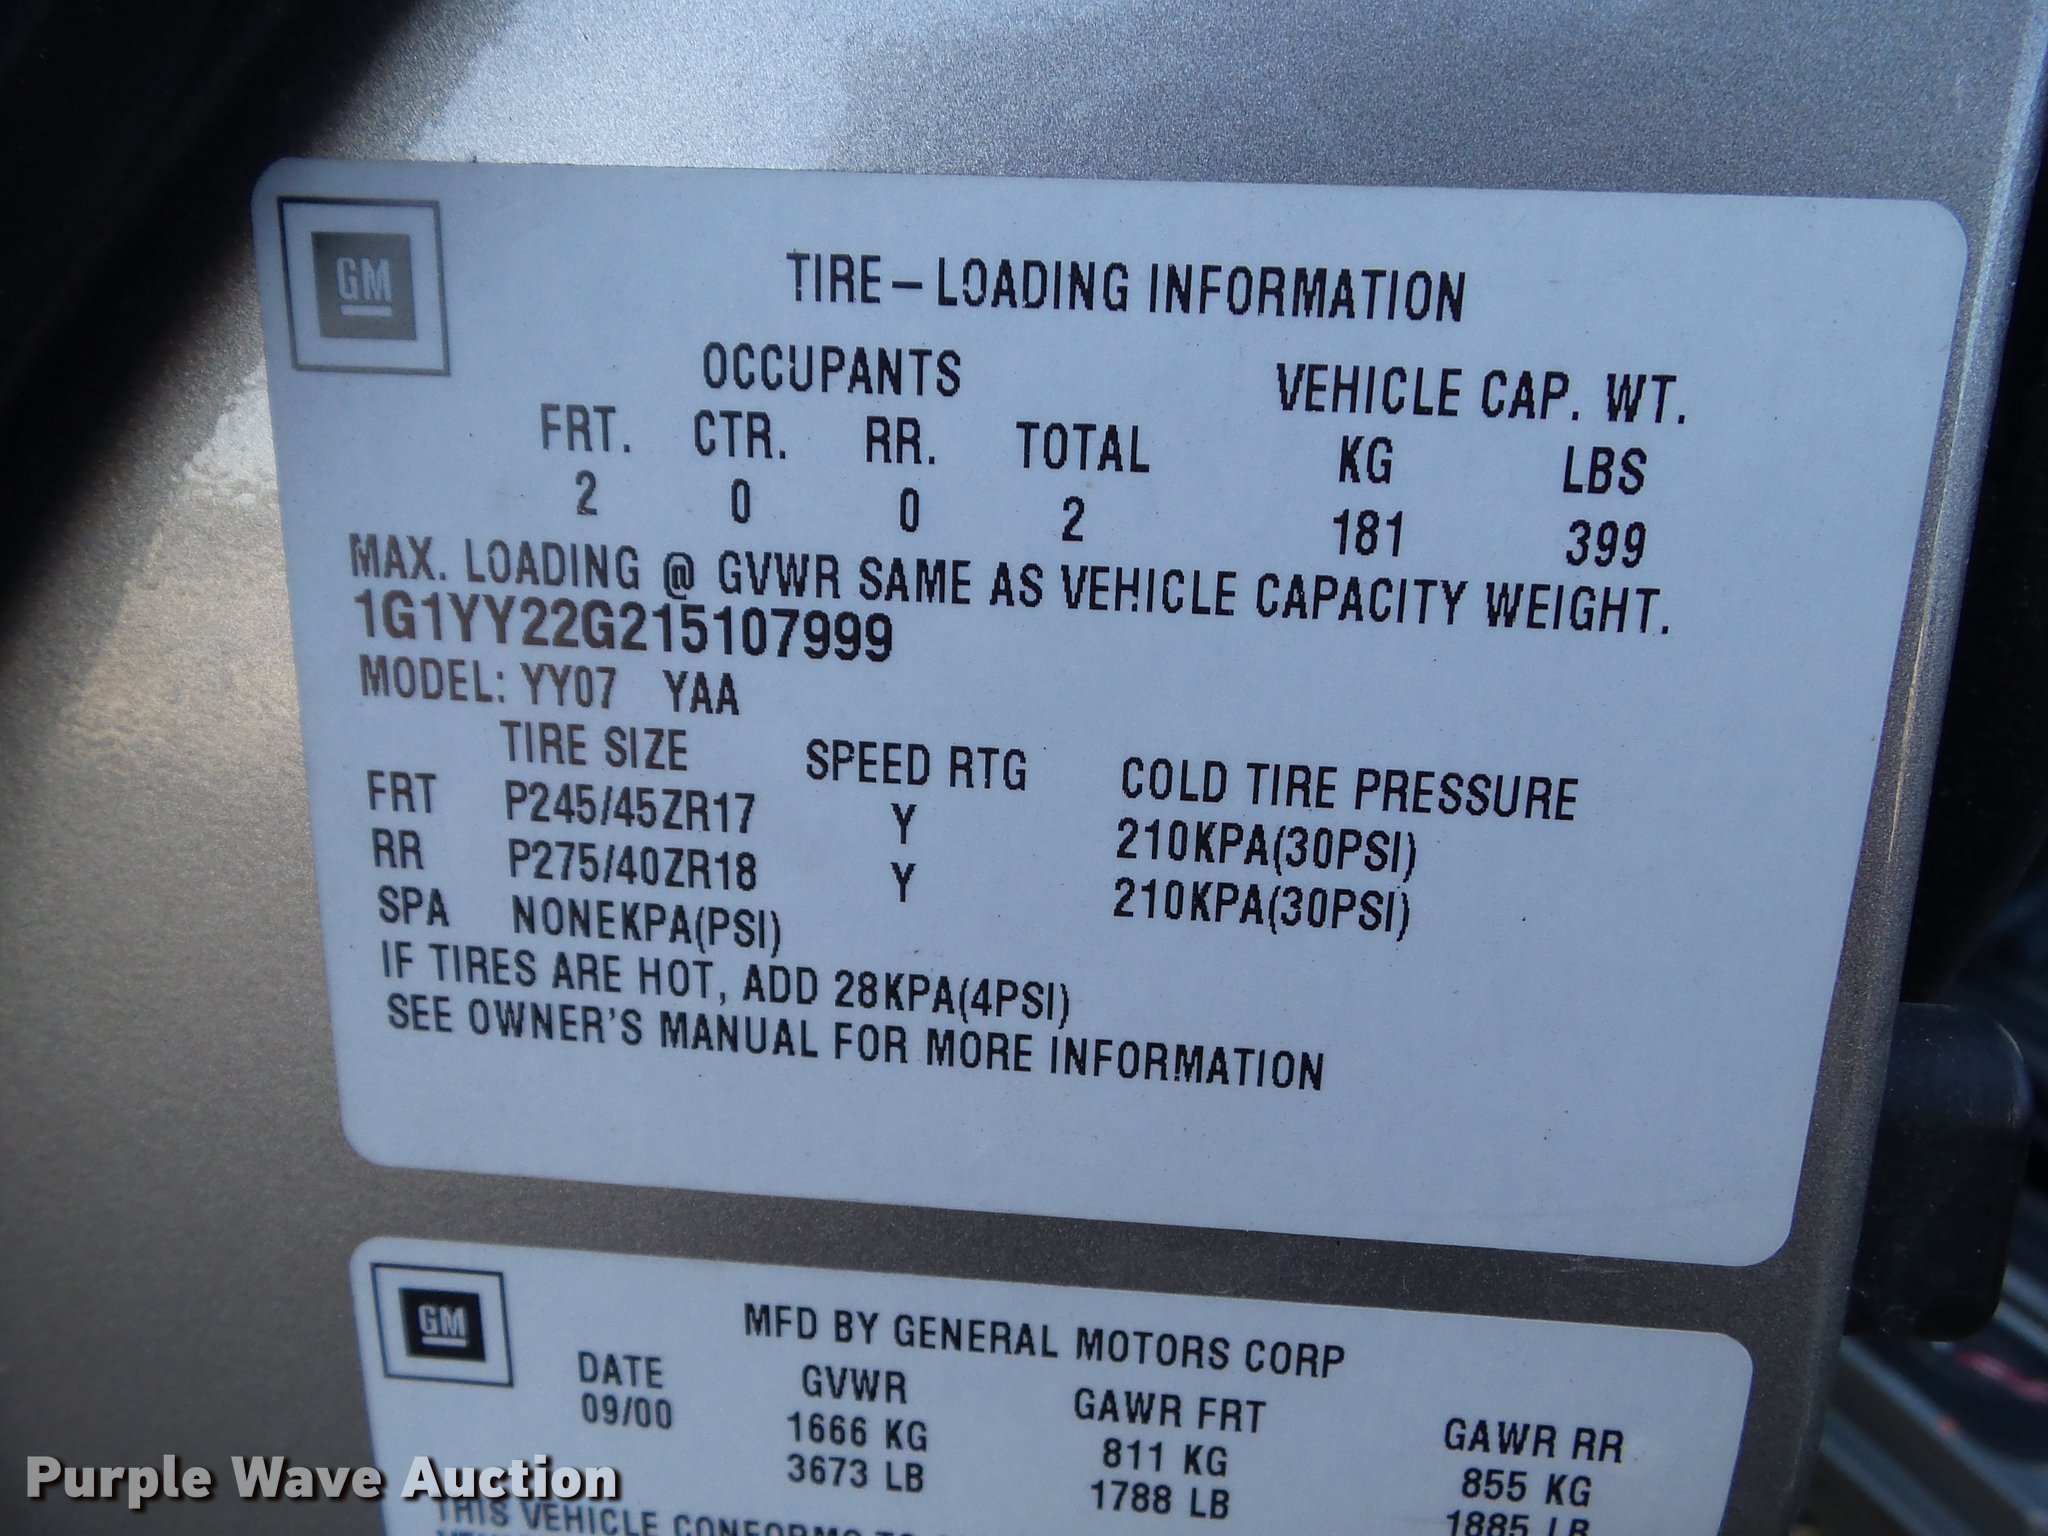 GM
TIRE – LOADING INFORMATION
OCCUPANTS VEHICLE CAP. WT.
FRT. CTR. RR. TOTAL KG LBS
2 0 0 2 181 399
MAX. LOADING @ GVWR SAME AS VEHICLE CAPACITY WEIGHT.
1G1YY22G215107999
MODEL: YY07 YAA
TIRE SIZE SPEED RTG COLD TIRE PRESSURE
FRT P245/45ZR17 Y 210KPA(30PSI)
RR P275/40ZR18 Y 210KPA(30PSI)
SPA NONEKPA(PSI)
IF TIRES ARE HOT, ADD 28KPA(4PSI)
SEE OWNER'S MANUAL FOR MORE INFORMATION
GM
MFD BY GENERAL MOTORS CORP
DATE GVWR GAWR FRT GAWR RR
09/00 1666 KG 811 KG 855 KG
3673 LB 1788 LB 1885 LB
THIS VEHICLE CONFORMS TO
Purple Wave Auction